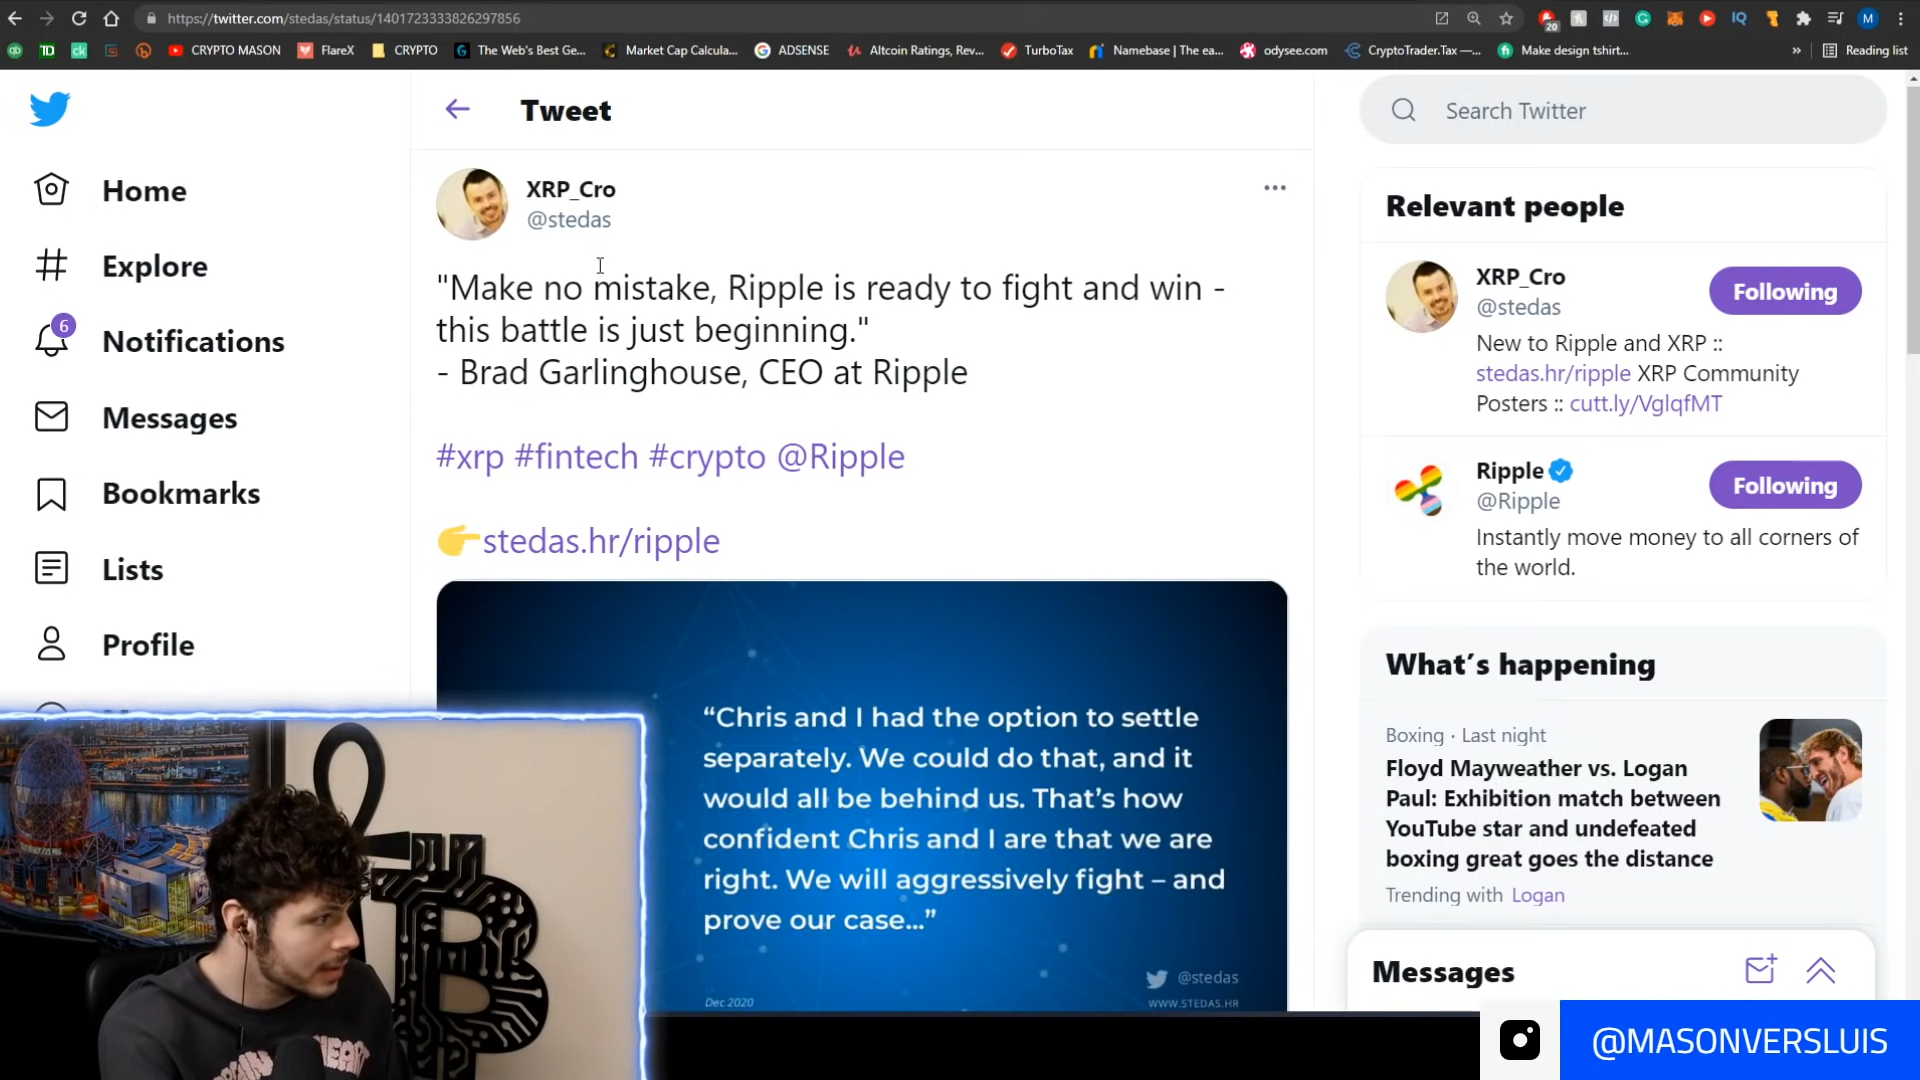 https://twitter.com/stedas/status/1401723333826297856
20
M
TD
ck
CRYPTO MASON
FlareX
CRYPTO
The Web's Best Ge...
Market Cap Calcula...
ADSENSE
Altcoin Ratings, Rev...
TurboTax
Namebase | The ea...
odysee.com
CryptoTrader.Tax —...
Make design tshirt...
»
Reading list
Home
Explore
6
Notifications
Messages
Bookmarks
Lists
Profile
Tweet
XRP_Cro
@stedas
"Make no mistake, Ripple is ready to fight and win -
this battle is just beginning."
- Brad Garlinghouse, CEO at Ripple
#xrp #fintech #crypto @Ripple
👉stedas.hr/ripple
“Chris and I had the option to settle
separately. We could do that, and it
would all be behind us. That’s how
confident Chris and I are that we are
right. We will aggressively fight – and
prove our case...”
@stedas
Dec 2020
WWW.STEDAS.HR
Search Twitter
Relevant people
XRP_Cro
@stedas
Following
New to Ripple and XRP ::
stedas.hr/ripple XRP Community
Posters :: cutt.ly/VglqfMT
Ripple
@Ripple
Following
Instantly move money to all corners of
the world.
What’s happening
Boxing · Last night
Floyd Mayweather vs. Logan
Paul: Exhibition match between
YouTube star and undefeated
boxing great goes the distance
Trending with Logan
Messages
@MASONVERSLUIS